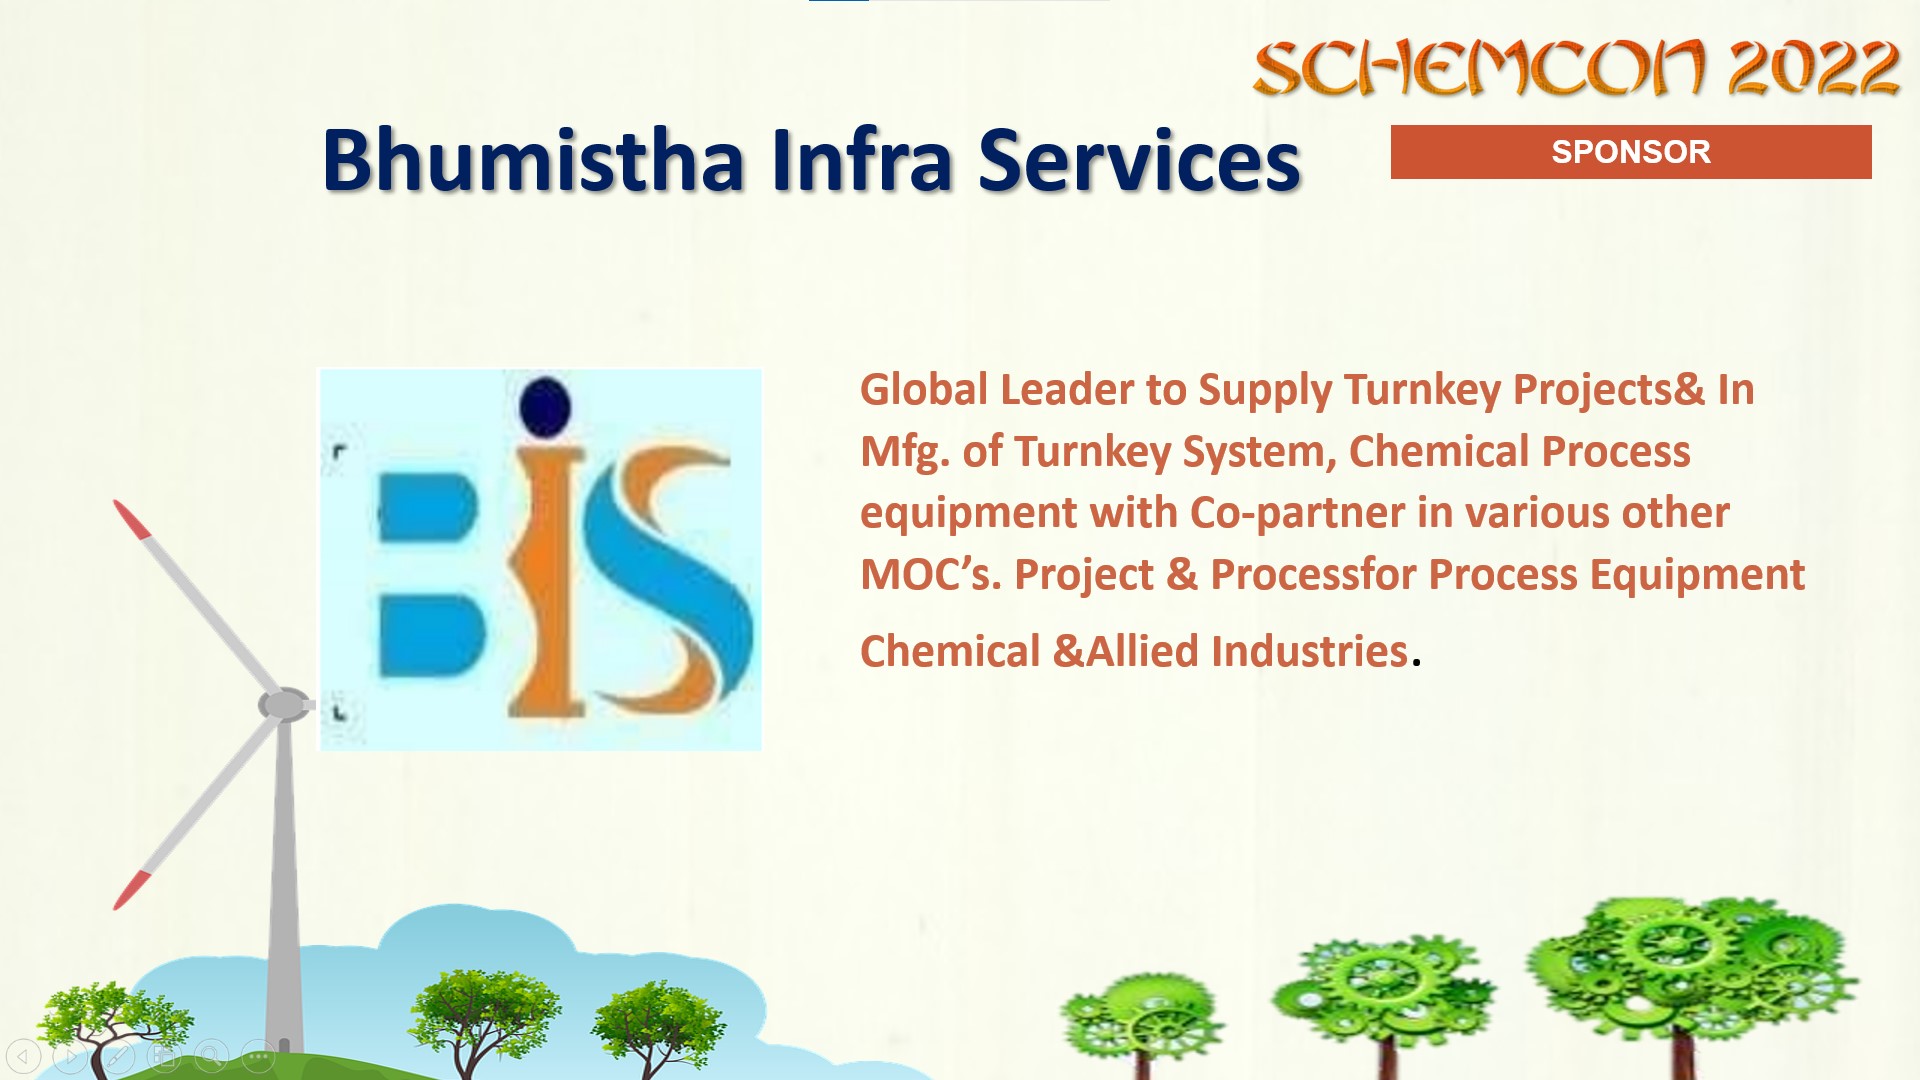 SCHEMCON 2022
SPONSOR
Bhumistha Infra Services
BIS
Global Leader to Supply Turnkey Projects& In
Mfg. of Turnkey System, Chemical Process
equipment with Co-partner in various other
MOC’s. Project & Processfor Process Equipment
Chemical &Allied Industries.